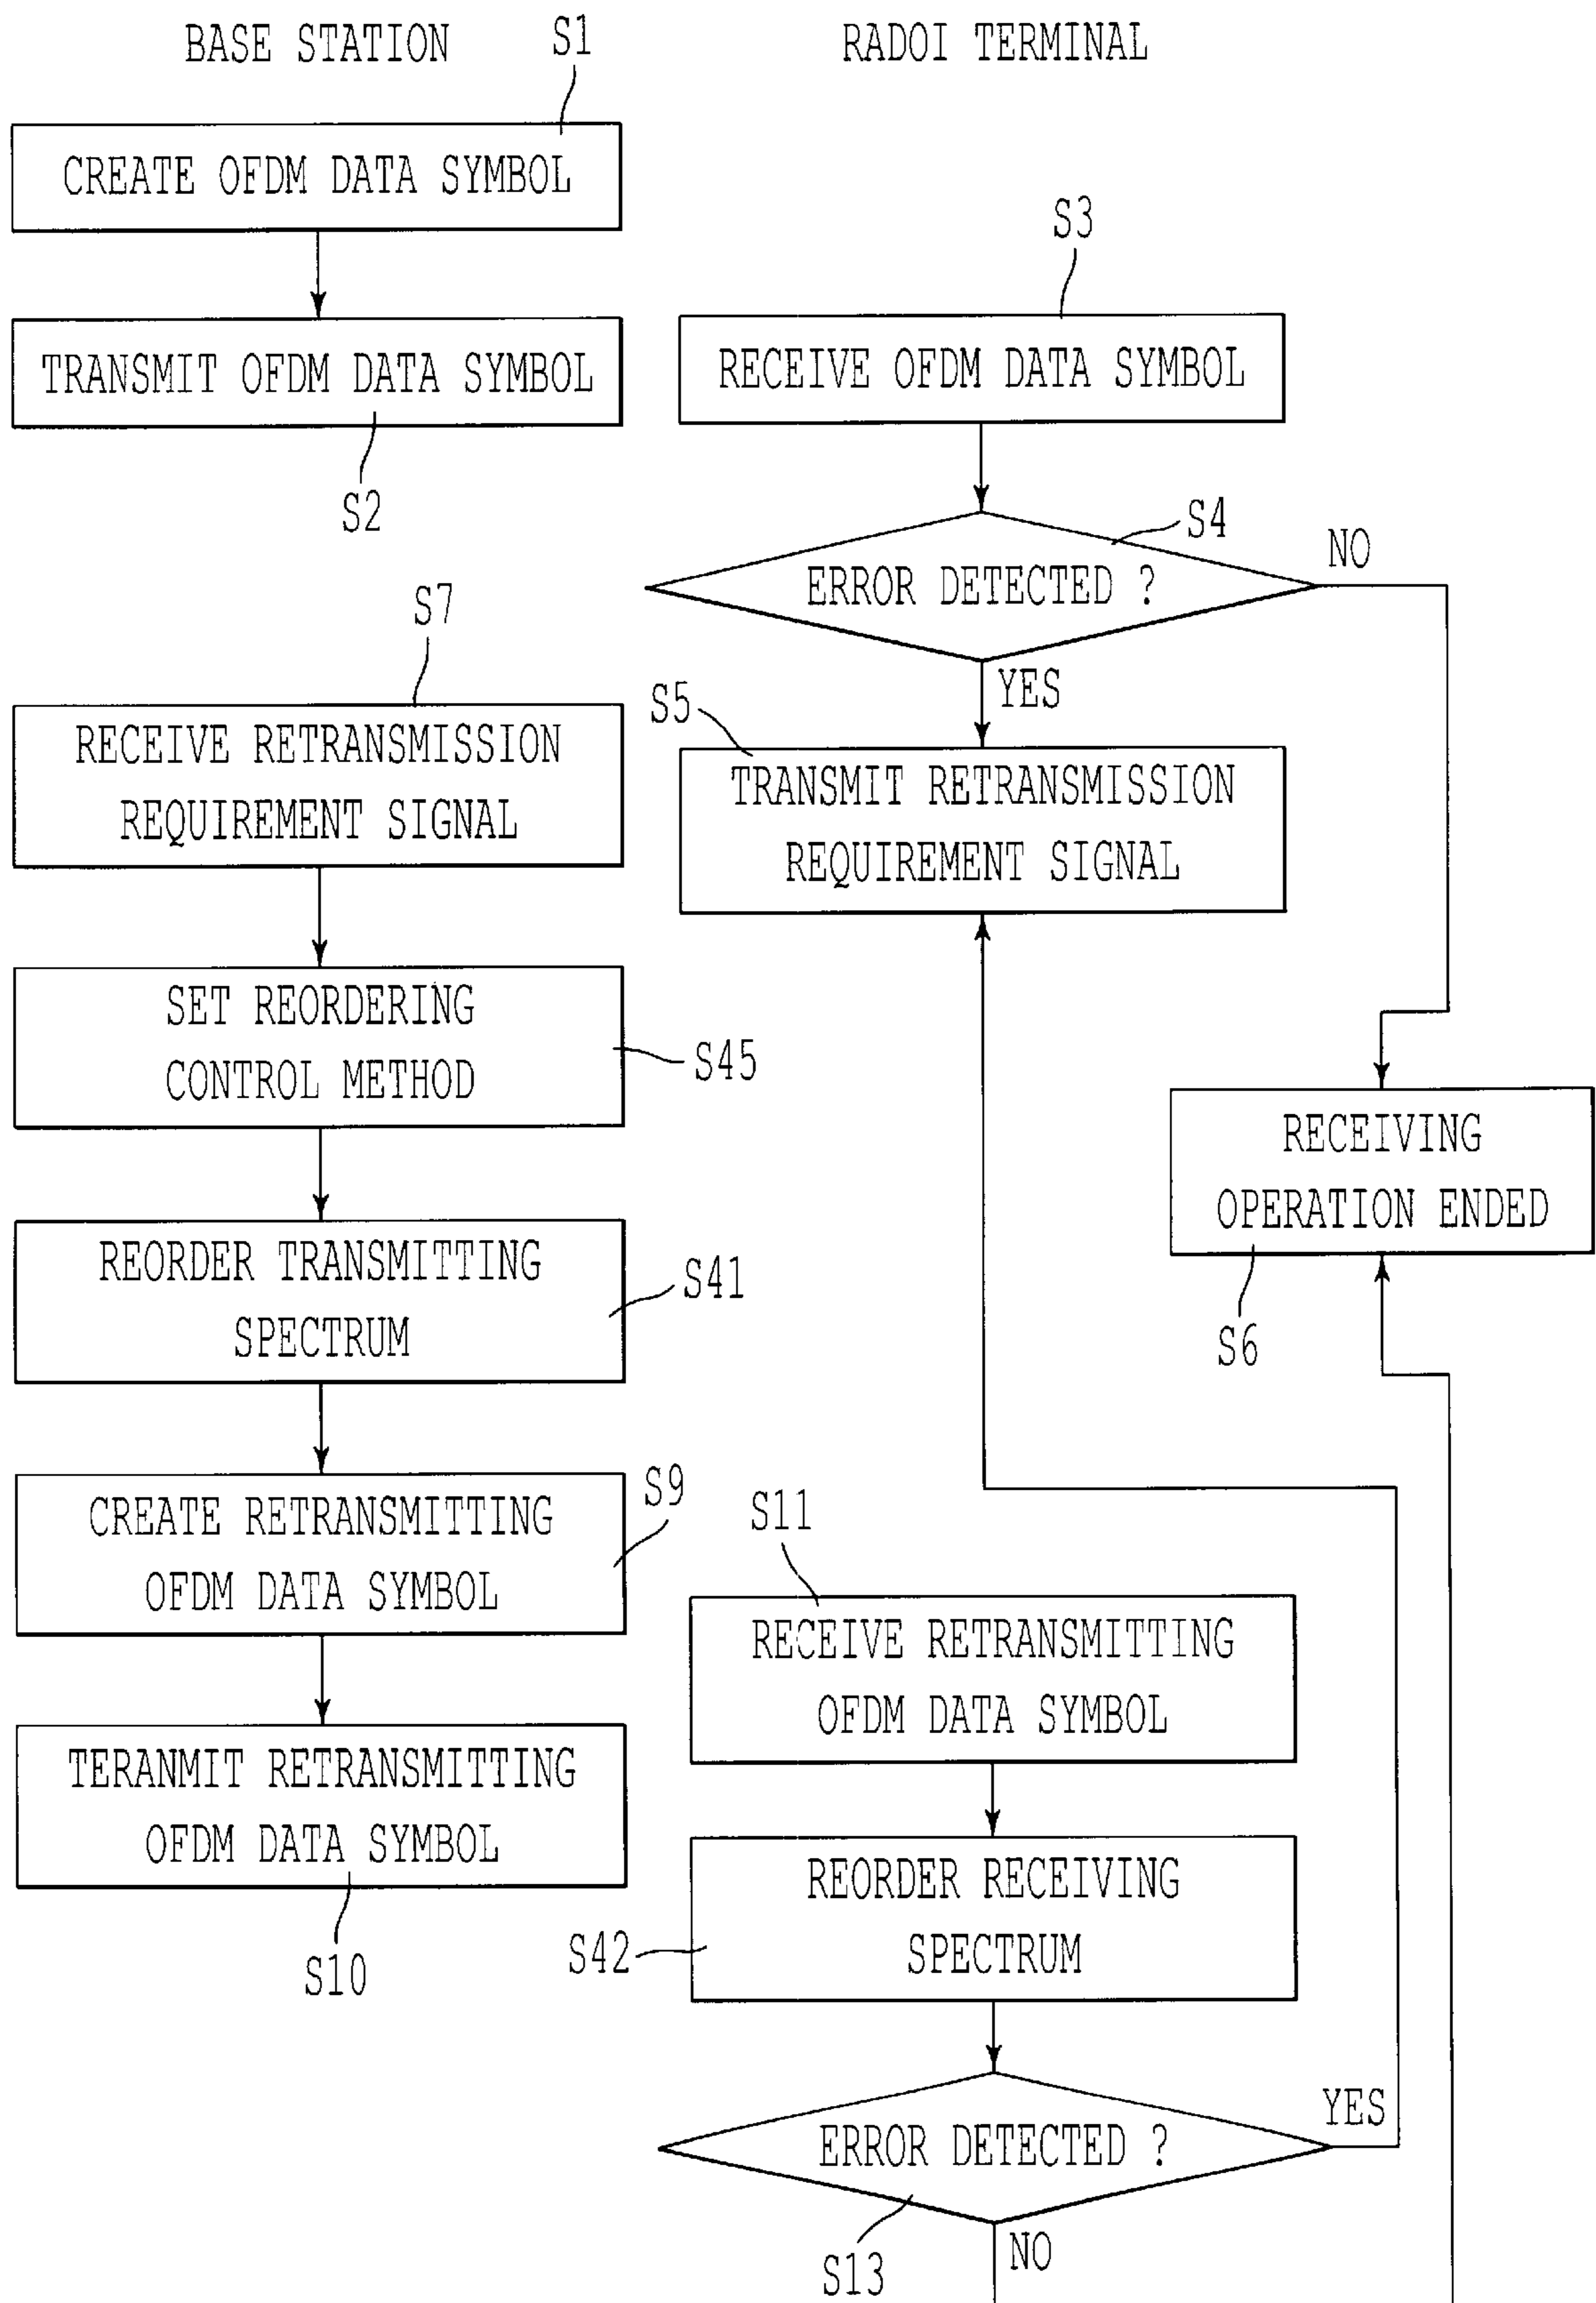 BASE STATION
S1
RADOI TERMINAL
CREATE OFDM DATA SYMBOL
S3
TRANSMIT OFDM DATA SYMBOL
S2
RECEIVE OFDM DATA SYMBOL
S4
NO
ERROR DETECTED ?
YES
S7
RECEIVE RETRANSMISSION
REQUIREMENT SIGNAL
S5
TRANSMIT RETRANSMISSION
REQUIREMENT SIGNAL
SET REORDERING
CONTROL METHOD
S45
RECEIVING
OPERATION ENDED
S6
REORDER TRANSMITTING
SPECTRUM
S41
CREATE RETRANSMITTING
OFDM DATA SYMBOL
S9
S11
RECEIVE RETRANSMITTING
OFDM DATA SYMBOL
TERANMIT RETRANSMITTING
OFDM DATA SYMBOL
S10
REORDER RECEIVING
SPECTRUM
S42
YES
ERROR DETECTED ?
S13
NO